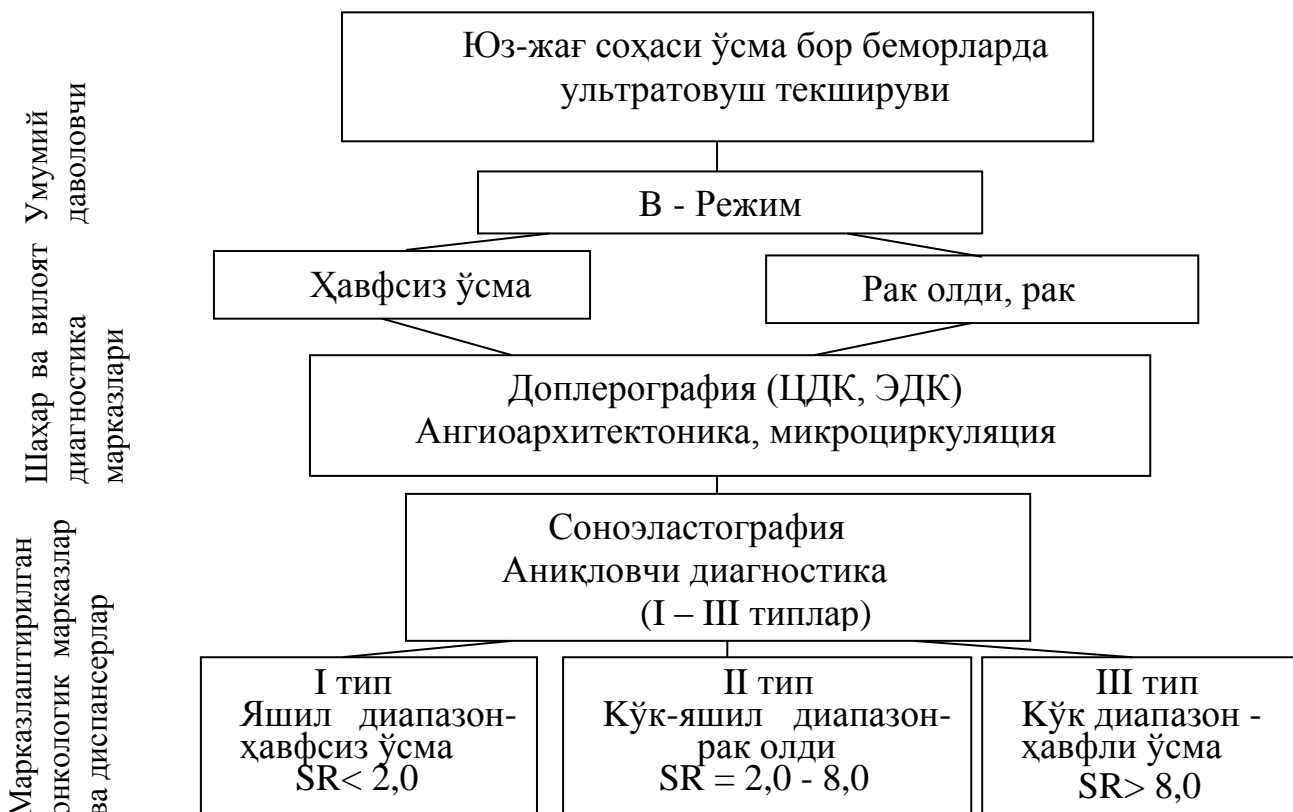 Юз-жағ соҳаси ўсма бор беморларда
ультратовуш текшируви
В - Режим
Ҳавфсиз ўсма
Рак олди, рак
Доплерография (ЦДК, ЭДК)
Ангиоархитектоника, микроциркуляция
Соноэластография
Аниқловчи диагностика
(I – III типлар)
I тип
Яшил диапазон-
ҳавфсиз ўсма
SR< 2,0
II тип
Кўк-яшил диапазон-
рак олди
SR = 2,0 - 8,0
III тип
Кўк диапазон -
ҳавфли ўсма
SR> 8,0
Умумий
даволовчи
Шаҳар ва вилоят
диагностика
марказлари
Марказлаштирилган
онкологик марказлар
ва диспансерлар